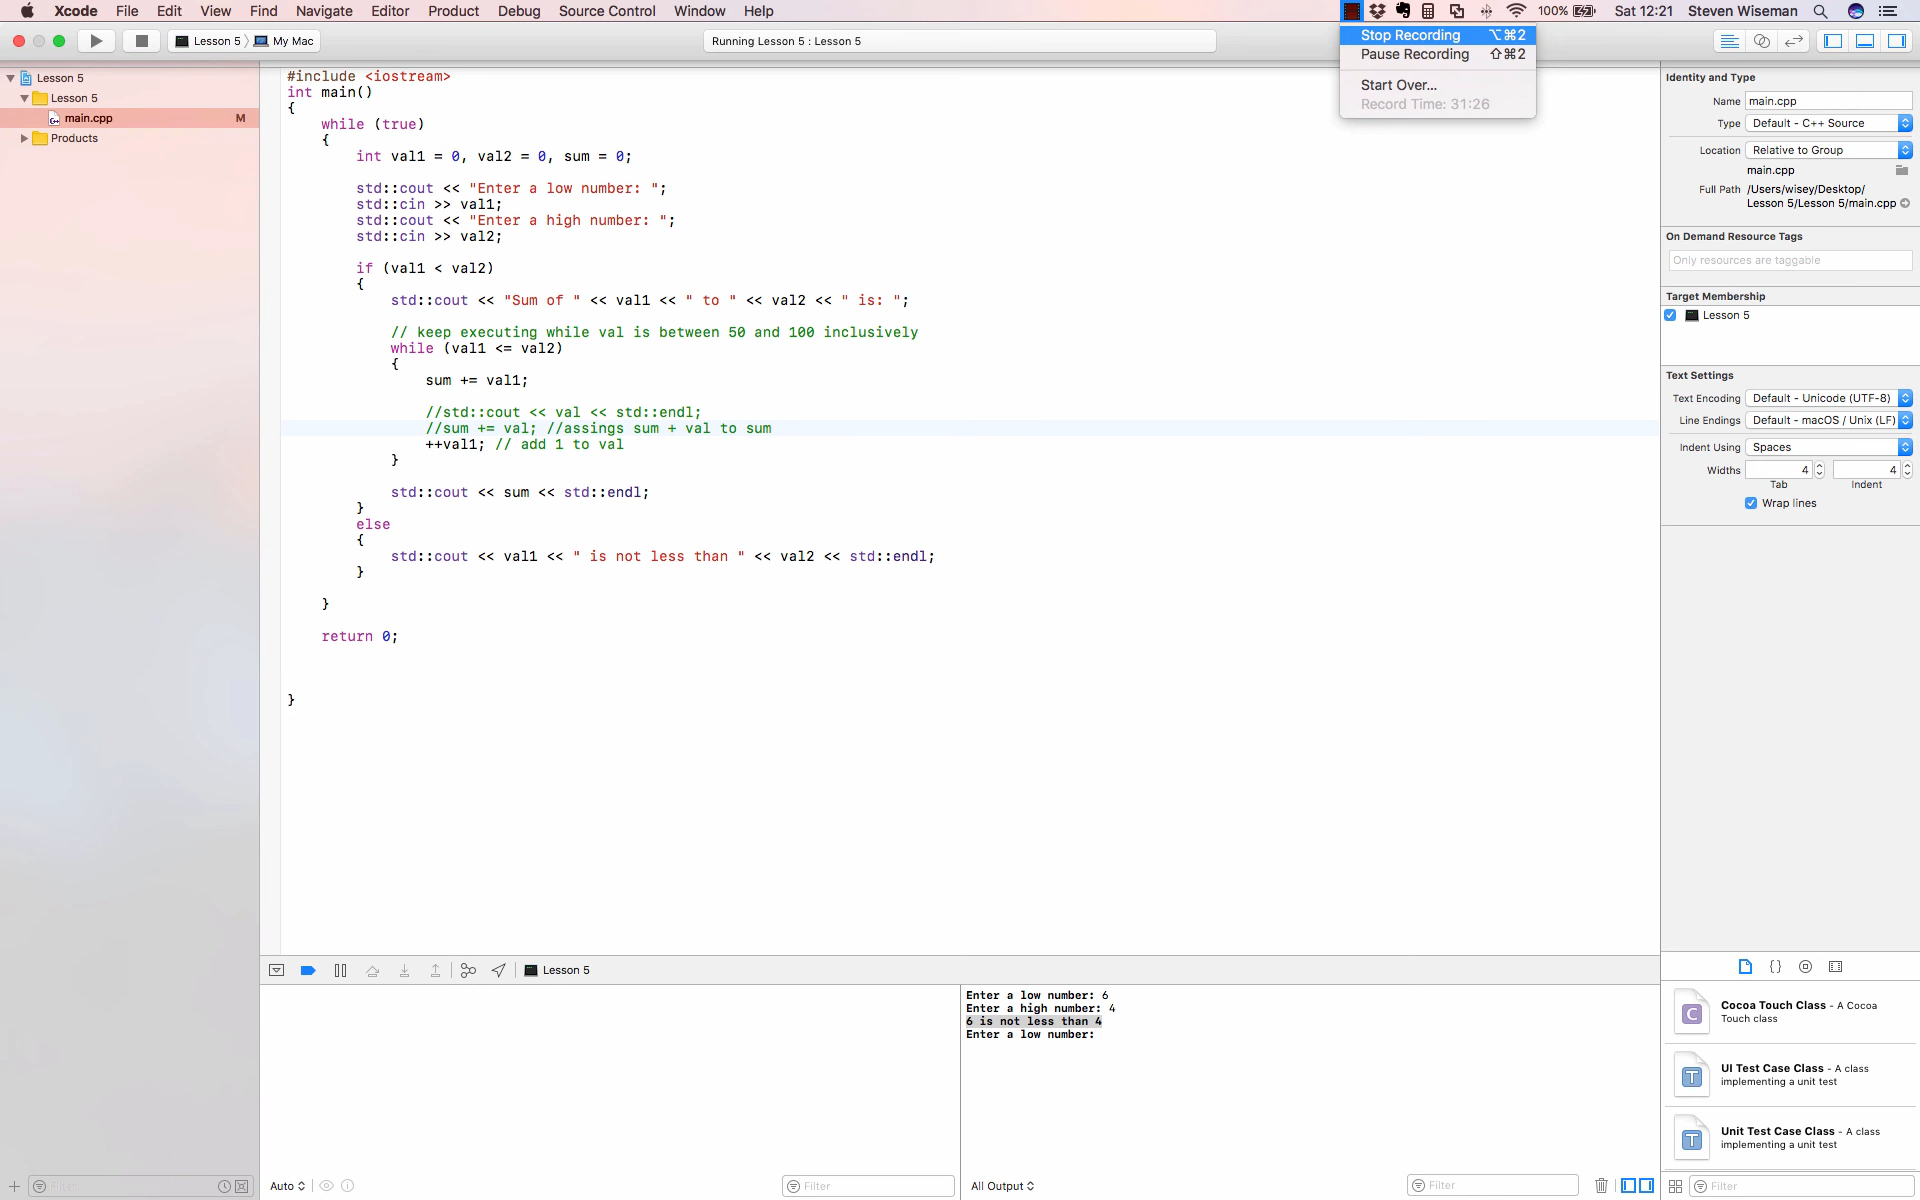 Xcode File Edit View Find Navigate Editor Product Debug Source Control Window Help 100% Sat 12:21 Steven Wiseman
Lesson 5 My Mac Running Lesson 5 : Lesson 5
Stop Recording ⌥⌘2
Pause Recording ⇧⌘2
Start Over...
Record Time: 31:26
Lesson 5
Lesson 5
main.cpp M
Products
#include <iostream>
int main()
{
while (true)
{
int val1 = 0, val2 = 0, sum = 0;
std::cout << "Enter a low number: ";
std::cin >> val1;
std::cout << "Enter a high number: ";
std::cin >> val2;
if (val1 < val2)
{
std::cout << "Sum of " << val1 << " to " << val2 << " is: ";
// keep executing while val is between 50 and 100 inclusively
while (val1 <= val2)
{
sum += val1;
//std::cout << val << std::endl;
//sum += val; //assings sum + val to sum
++val1; // add 1 to val
}
std::cout << sum << std::endl;
}
else
{
std::cout << val1 << " is not less than " << val2 << std::endl;
}
}
return 0;
}
Identity and Type
Name main.cpp
Type Default - C++ Source
Location Relative to Group
main.cpp
Full Path /Users/wisey/Desktop/
Lesson 5/Lesson 5/main.cpp
On Demand Resource Tags
Only resources are taggable
Target Membership
Lesson 5
Text Settings
Text Encoding Default - Unicode (UTF-8)
Line Endings Default - macOS / Unix (LF)
Indent Using Spaces
Widths 4 4
Tab Indent
Wrap lines
Lesson 5
Enter a low number: 6
Enter a high number: 4
6 is not less than 4
Enter a low number:
Cocoa Touch Class - A Cocoa
Touch class
UI Test Case Class - A class
implementing a unit test
Unit Test Case Class - A class
implementing a unit test
Filter Auto Filter All Output Filter Filter